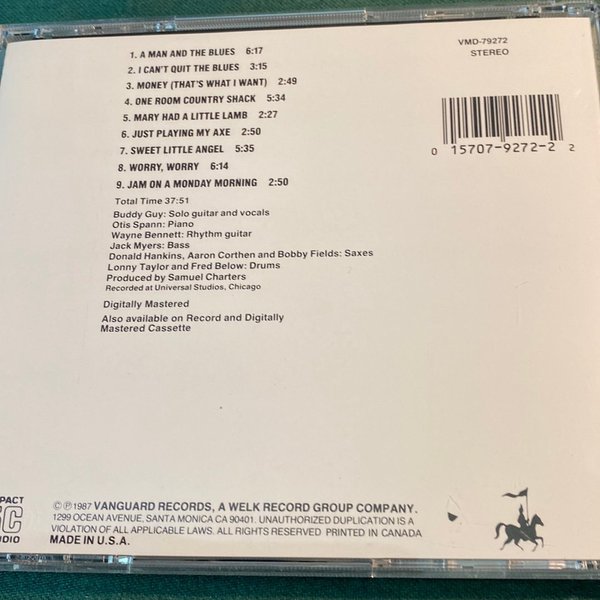 VMD-79272
STEREO
1. A MAN AND THE BLUES 6:17
2. I CAN'T QUIT THE BLUES 3:15
3. MONEY (THAT'S WHAT I WANT) 2:49
4. ONE ROOM COUNTRY SHACK 5:34
5. MARY HAD A LITTLE LAMB 2:27
6. JUST PLAYING MY AXE 2:50
7. SWEET LITTLE ANGEL 5:35
8. WORRY, WORRY 6:14
9. JAM ON A MONDAY MORNING 2:50
0 15707-9272-2 2
Total Time 37:51
Buddy Guy: Solo guitar and vocals
Otis Spann: Piano
Wayne Bennett: Rhythm guitar
Jack Myers: Bass
Donald Hankins, Aaron Corthen and Bobby Fields: Saxes
Lonny Taylor and Fred Below: Drums
Produced by Samuel Charters
Recorded at Universal Studios, Chicago
Digitally Mastered
Also available on Record and Digitally
Mastered Cassette
PACT
SC
UDIO
©℗1987 VANGUARD RECORDS, A WELK RECORD GROUP COMPANY.
1299 OCEAN AVENUE, SANTA MONICA CA 90401. UNAUTHORIZED DUPLICATION IS A
VIOLATION OF ALL APPLICABLE LAWS. ALL RIGHTS RESERVED PRINTED IN CANADA
MADE IN U.S.A.